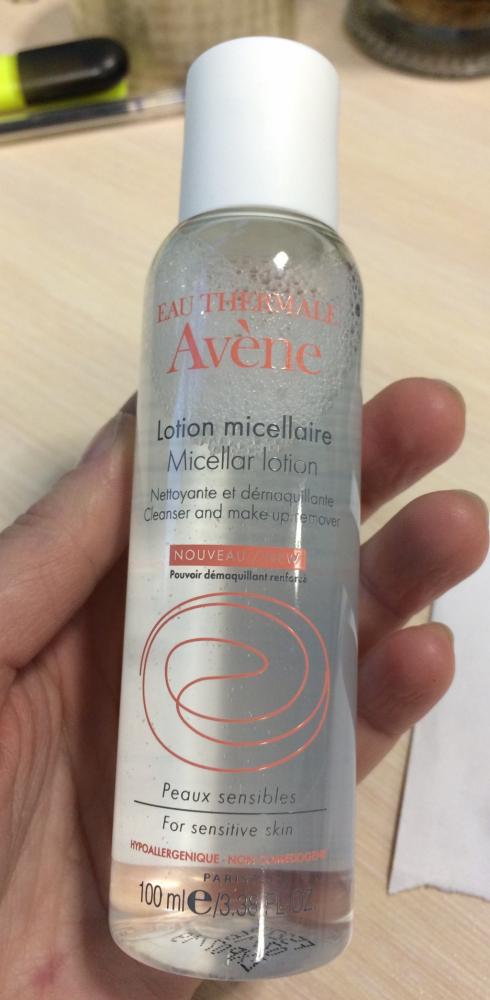 EAU THERMALE
Avène
Lotion micellaire
Micellar lotion
Nettoyante et démaquillante
Cleanser and make-up remover
NOUVEAU/NEW
Pouvoir démaquillant renforcé
Peaux sensibles
For sensitive skin
HYPOALLERGENIQUE - NON COMEDOGENE
PARIS
100 ml e/3.38 FL.OZ.